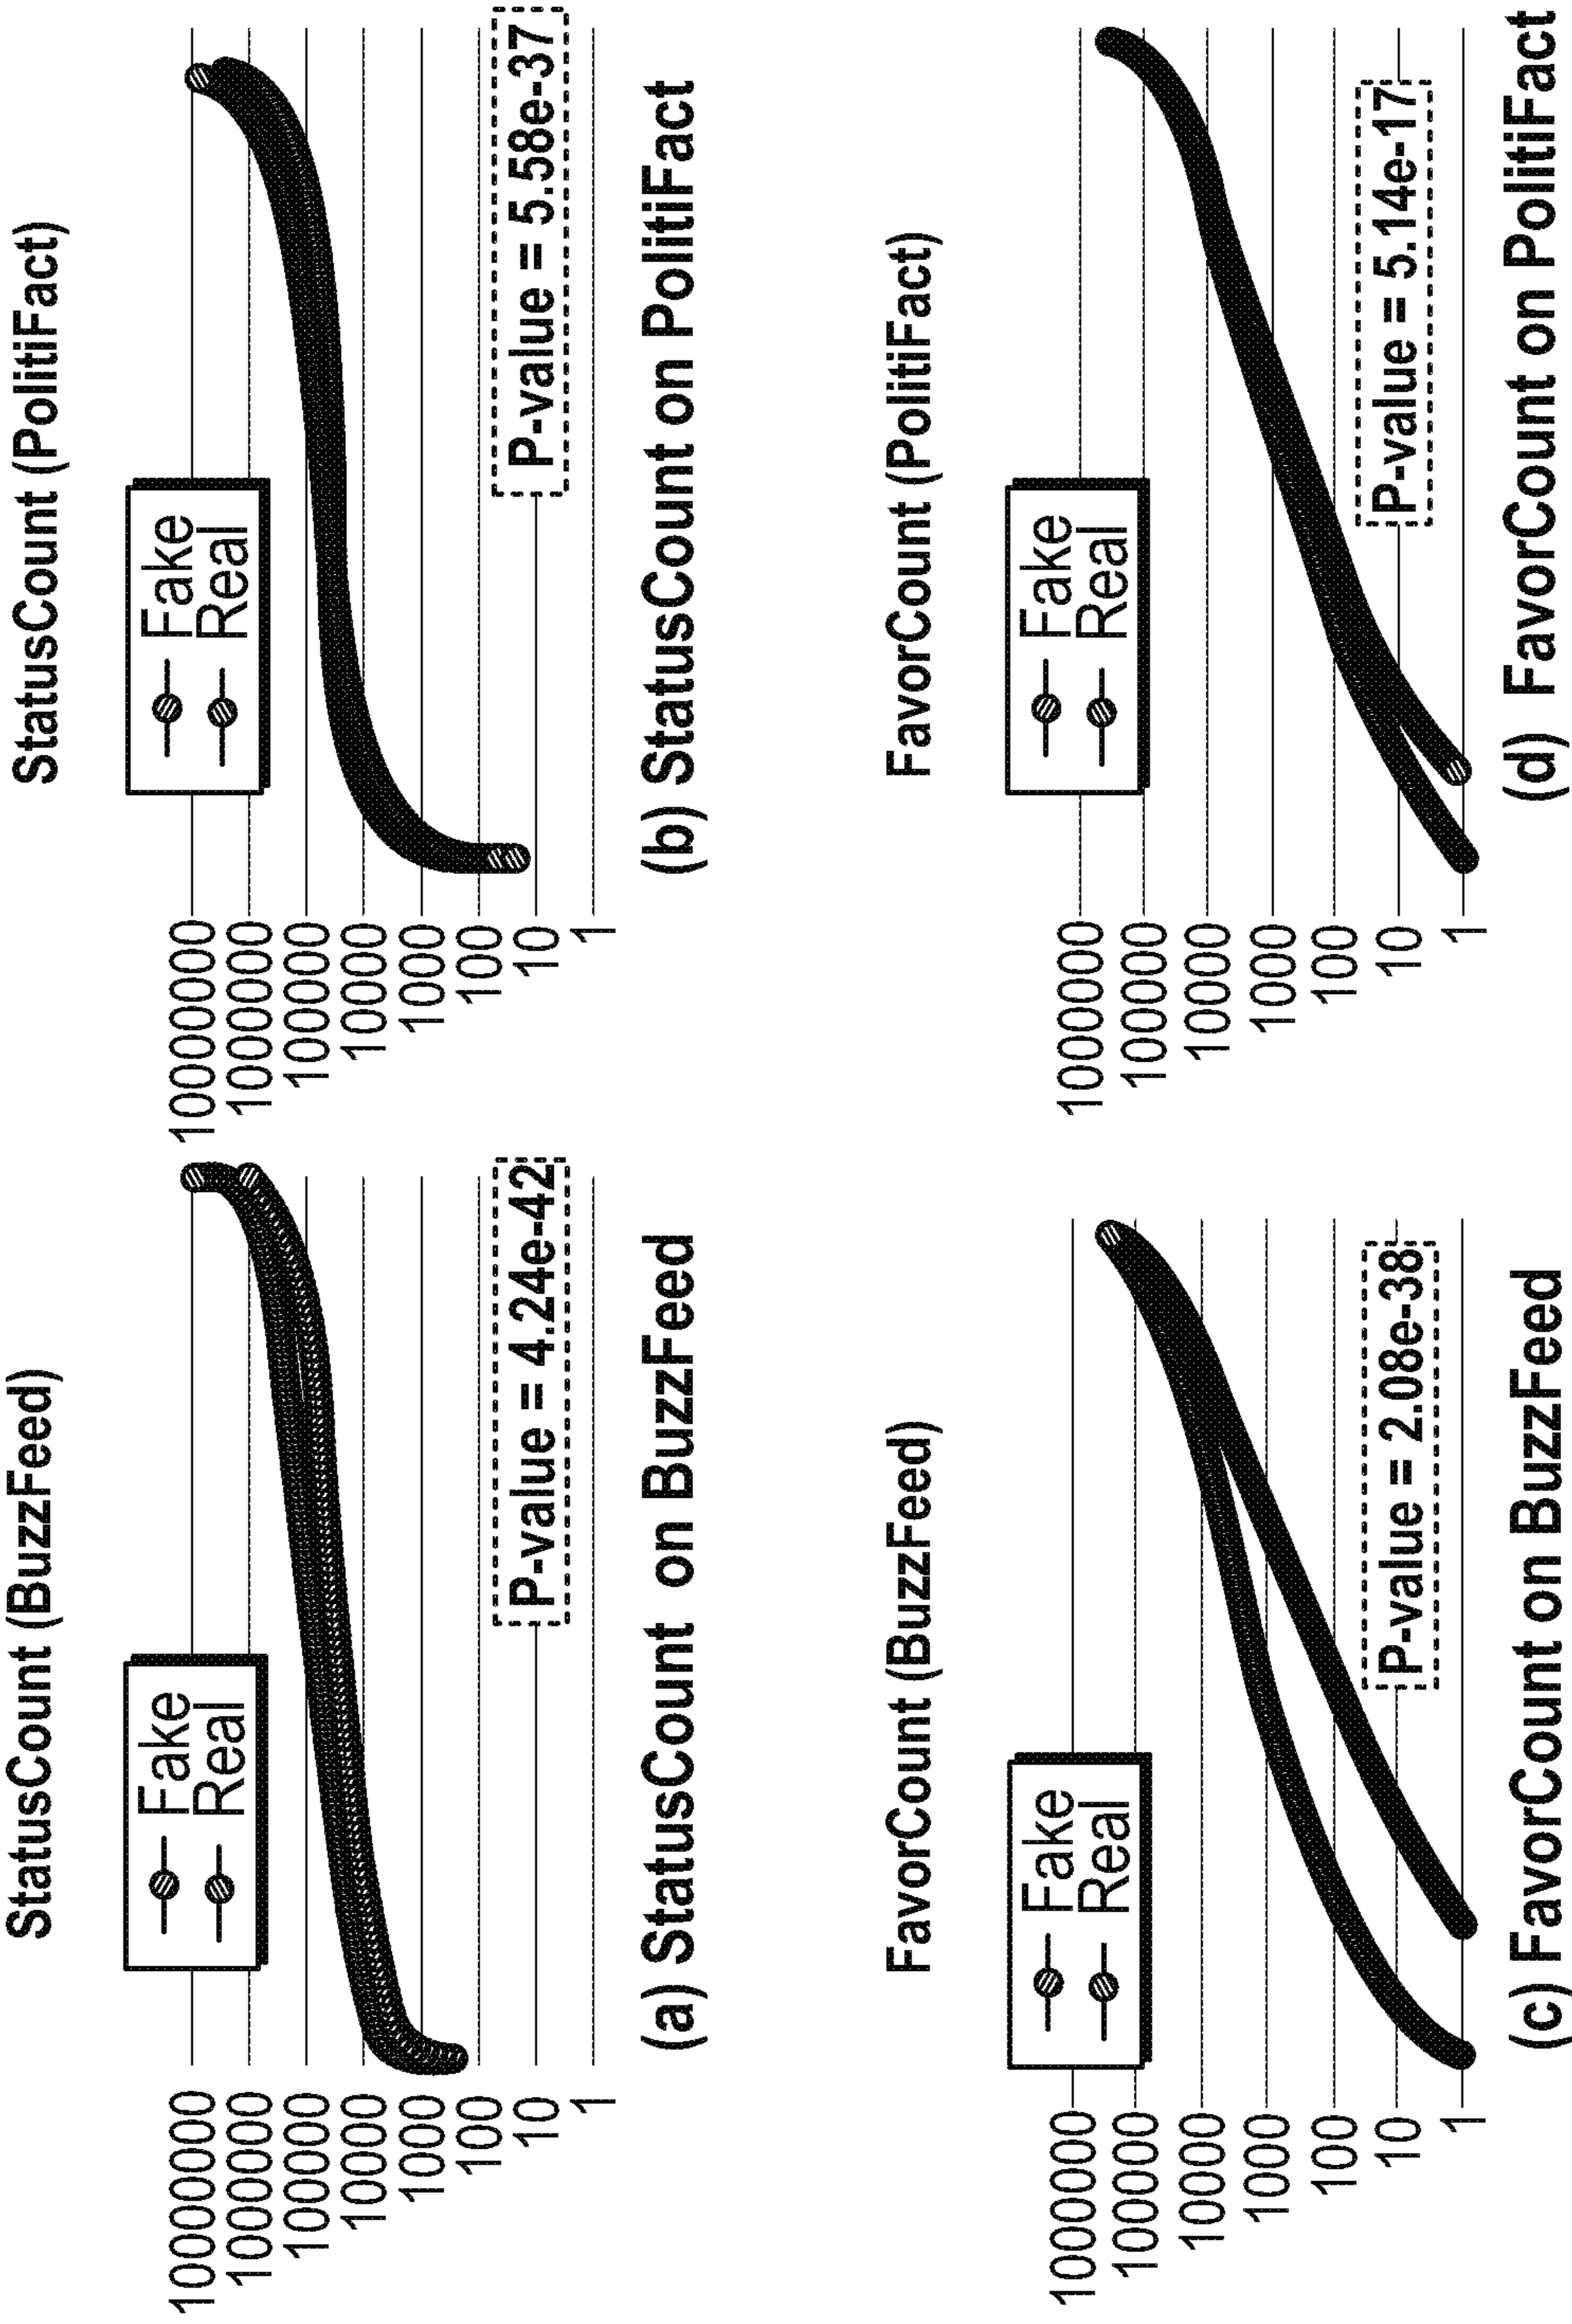 StatusCount (BuzzFeed)
10000000
1000000
100000
10000
1000
100
10
1
Fake
Real
P-value = 4.24e-42
(a) StatusCount on BuzzFeed
StatusCount (PolitiFact)
10000000
1000000
100000
10000
1000
100
10
1
Fake
Real
P-value = 5.58e-37
(b) StatusCount on PolitiFact
FavorCount (BuzzFeed)
1000000
100000
10000
1000
100
10
1
Fake
Real
P-value = 2.08e-38
(c) FavorCount on BuzzFeed
FavorCount (PolitiFact)
1000000
100000
10000
1000
100
10
1
Fake
Real
P-value = 5.14e-17
(d) FavorCount on PolitiFact